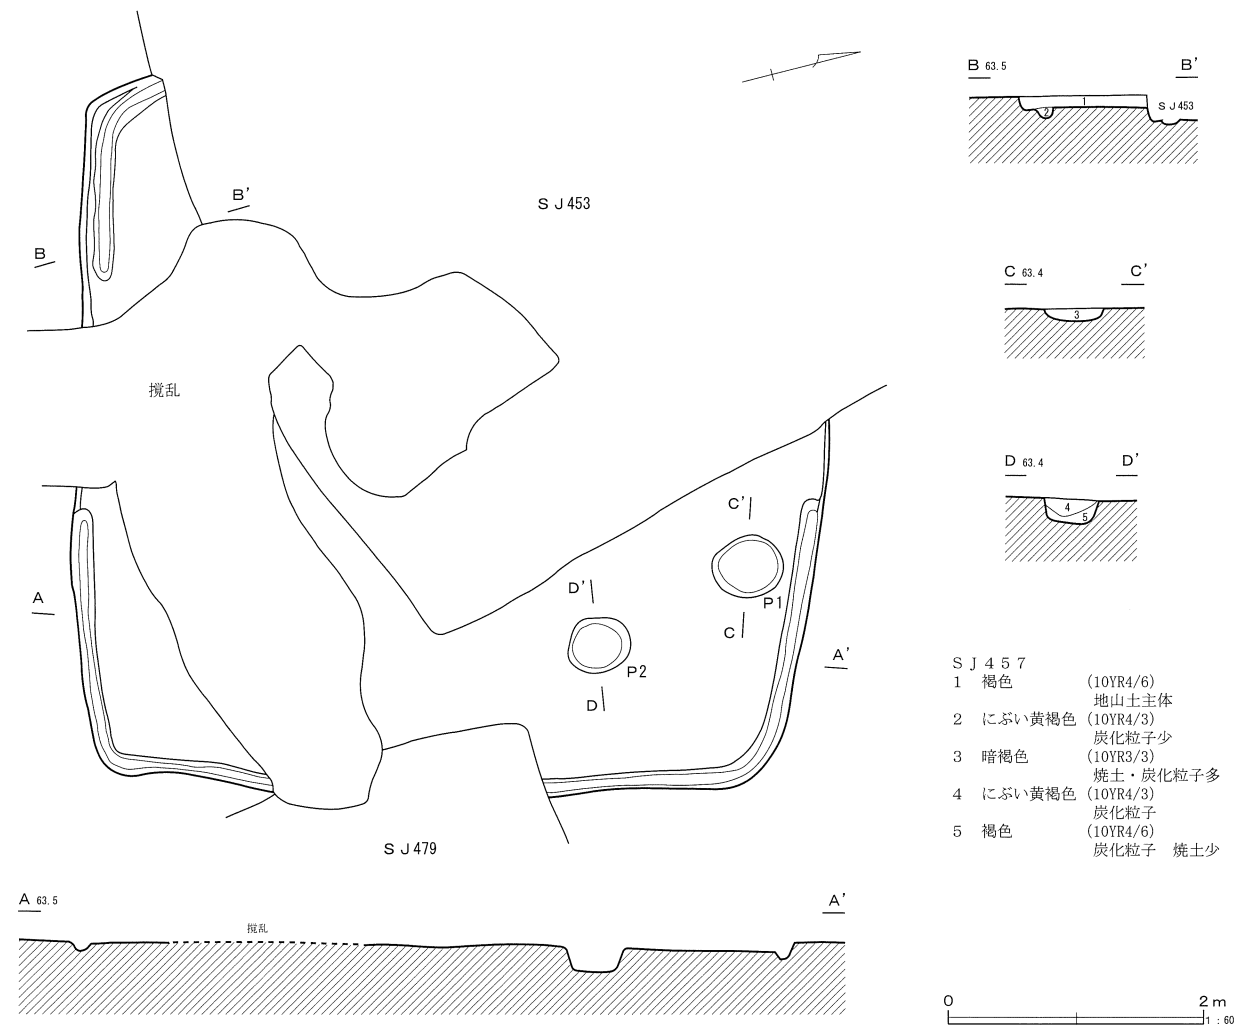 B 63.5 B'
1
2
ＳＪ453
B'
ＳＪ453
B
C 63.4 C'
3
撹乱
D 63.4 D'
4
5
C'
D'
A
P1
C
A'
P2
D
ＳＪ４５７
1 褐色 (10YR4/6)
地山土主体
2 にぶい黄褐色 (10YR4/3)
炭化粒子少
3 暗褐色 (10YR3/3)
焼土・炭化粒子多
4 にぶい黄褐色 (10YR4/3)
炭化粒子
5 褐色 (10YR4/6)
炭化粒子　焼土少
ＳＪ479
A 63.5 A'
撹乱
0 2m
1:60